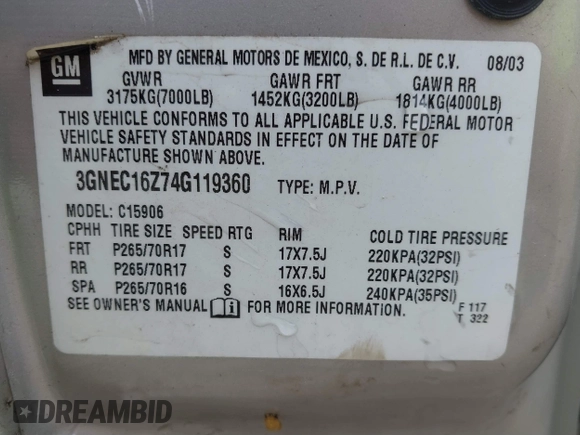 GM
MFD BY GENERAL MOTORS DE MEXICO, S. DE R.L. DE C.V. 08/03
GVWR GAWR FRT GAWR RR
3175KG(7000LB) 1452KG(3200LB) 1814KG(4000LB)
THIS VEHICLE CONFORMS TO ALL APPLICABLE U.S. FEDERAL MOTOR
VEHICLE SAFETY STANDARDS IN EFFECT ON THE DATE OF
MANUFACTURE SHOWN ABOVE.
3GNEC16Z74G119360 TYPE: M.P.V.
MODEL: C15906
CPHH TIRE SIZE SPEED RTG RIM COLD TIRE PRESSURE
FRT P265/70R17 S 17X7.5J 220KPA(32PSI)
RR P265/70R17 S 17X7.5J 220KPA(32PSI)
SPA P265/70R16 S 16X6.5J 240KPA(35PSI)
SEE OWNER'S MANUAL i FOR MORE INFORMATION. F 117
T 322
DREAMBID